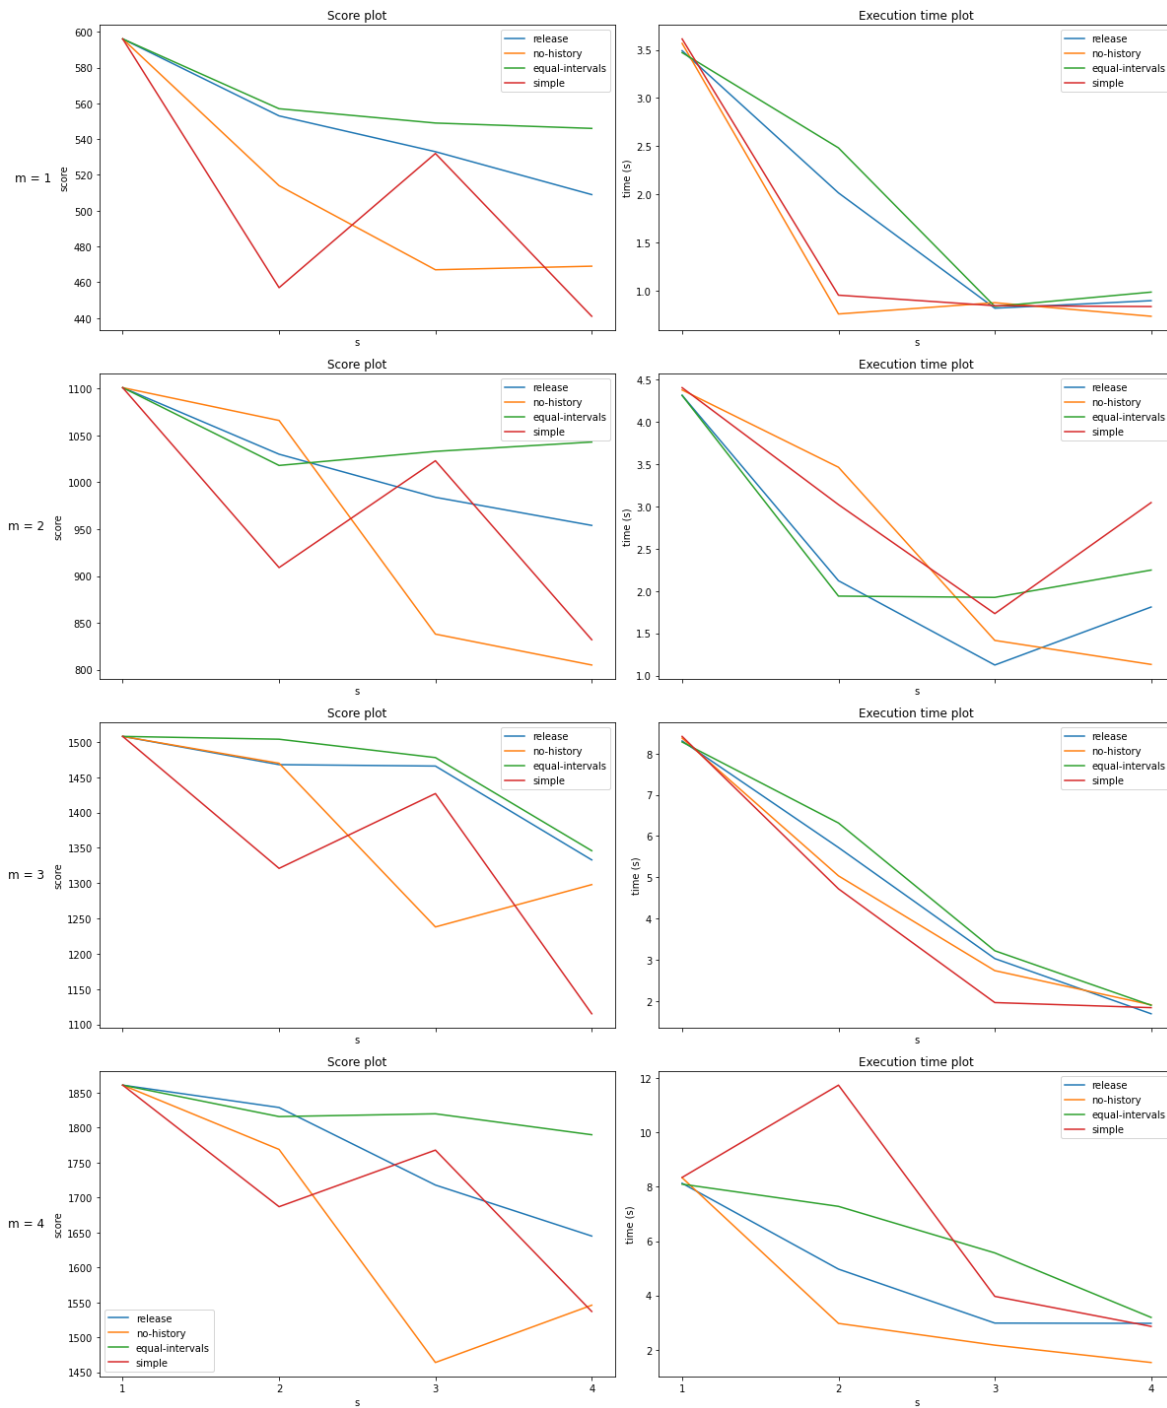 Score plot
600
580
560
540
520
500
480
460
440
score
s
m = 1
release
no-history
equal-intervals
simple
Execution time plot
3.5
3.0
2.5
2.0
1.5
1.0
time (s)
s
release
no-history
equal-intervals
simple
Score plot
1100
1050
1000
950
900
850
800
score
s
m = 2
release
no-history
equal-intervals
simple
Execution time plot
4.5
4.0
3.5
3.0
2.5
2.0
1.5
1.0
time (s)
s
release
no-history
equal-intervals
simple
Score plot
1500
1450
1400
1350
1300
1250
1200
1150
1100
score
s
m = 3
release
no-history
equal-intervals
simple
Execution time plot
8
7
6
5
4
3
2
time (s)
s
release
no-history
equal-intervals
simple
Score plot
1850
1800
1750
1700
1650
1600
1550
1500
1450
score
m = 4
release
no-history
equal-intervals
simple
1 2 3 4
s
Execution time plot
12
10
8
6
4
2
time (s)
release
no-history
equal-intervals
simple
1 2 3 4
s